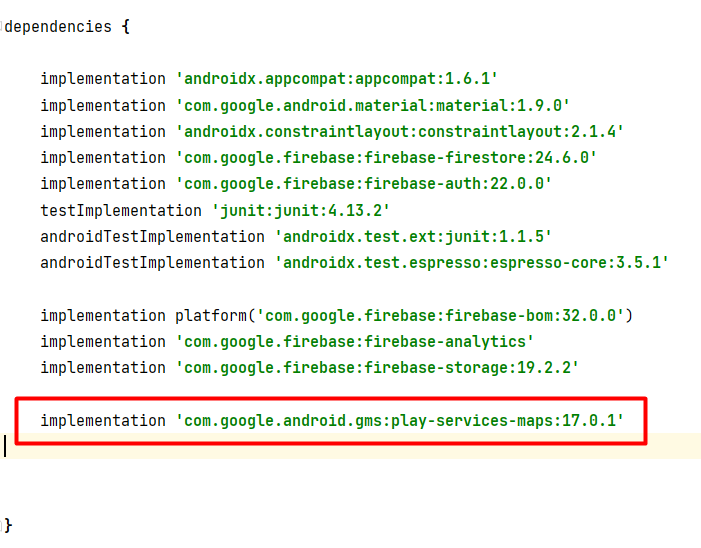 dependencies {
implementation 'androidx.appcompat:appcompat:1.6.1'
implementation 'com.google.android.material:material:1.9.0'
implementation 'androidx.constraintlayout:constraintlayout:2.1.4'
implementation 'com.google.firebase:firebase-firestore:24.6.0'
implementation 'com.google.firebase:firebase-auth:22.0.0'
testImplementation 'junit:junit:4.13.2'
androidTestImplementation 'androidx.test.ext:junit:1.1.5'
androidTestImplementation 'androidx.test.espresso:espresso-core:3.5.1'
implementation platform('com.google.firebase:firebase-bom:32.0.0')
implementation 'com.google.firebase:firebase-analytics'
implementation 'com.google.firebase:firebase-storage:19.2.2'
implementation 'com.google.android.gms:play-services-maps:17.0.1'
}